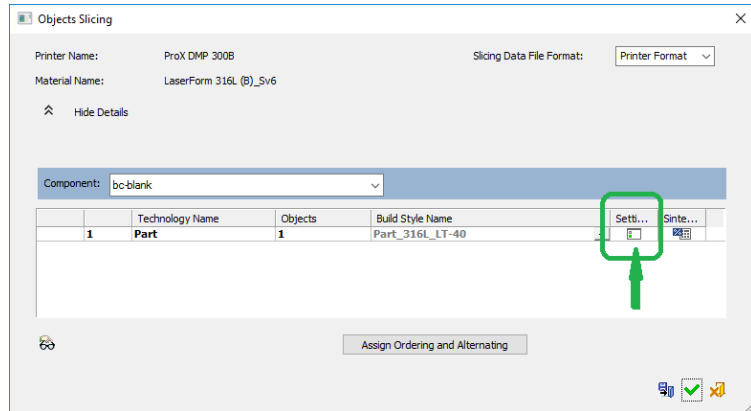 Objects Slicing
Printer Name: ProX DMP 300B Slicing Data File Format: Printer Format
Material Name: LaserForm 316L (B)_Sv6
Hide Details
Component: bc-blank
Technology Name Objects Build Style Name Setti... Sinte...
1 Part 1 Part_316L_LT-40
Assign Ordering and Alternating